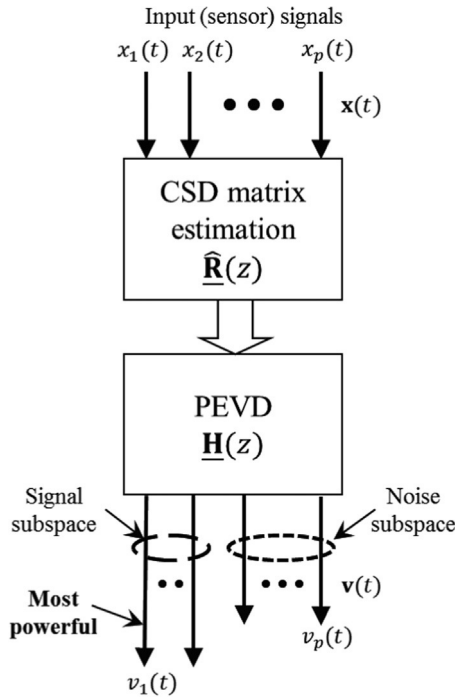 Input (sensor) signals
x₁(t) x₂(t) xₚ(t)
• • • x(t)
CSD matrix
estimation
R̂(z)
PEVD
H(z)
Signal
subspace
Noise
subspace
•• ••• v(t)
Most
powerful
vₚ(t)
v₁(t)